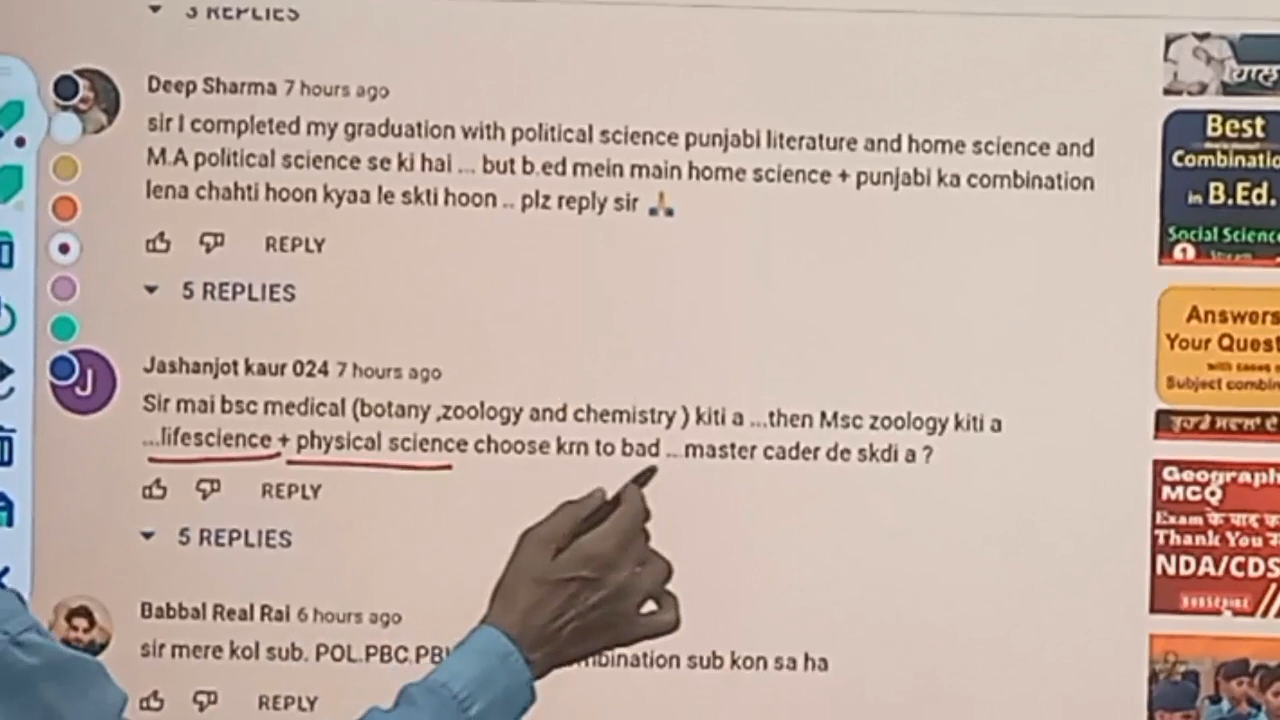 3 REPLIES
Deep Sharma 7 hours ago
sir I completed my graduation with political science punjabi literature and home science and
M.A political science se ki hai ... but b.ed mein main home science + punjabi ka combination
lena chahti hoon kyaa le skti hoon .. plz reply sir 🙏
REPLY
5 REPLIES
J
Jashanjot kaur 024 7 hours ago
Sir mai bsc medical (botany ,zoology and chemistry ) kiti a ...then Msc zoology kiti a
...lifescience + physical science choose krn to bad ... master cader de skdi a ?
REPLY
5 REPLIES
Babbal Real Rai 6 hours ago
sir mere kol sub. POL.PBC.PB
bination sub kon sa ha
REPLY
Best
Combinatio
in B.Ed.
Social Scienc
1
Answers
Your Quest
Subject combin
Geograph
MCQ
Exam के बाद
Thank You
NDA/CDS
SUBSCRIBE